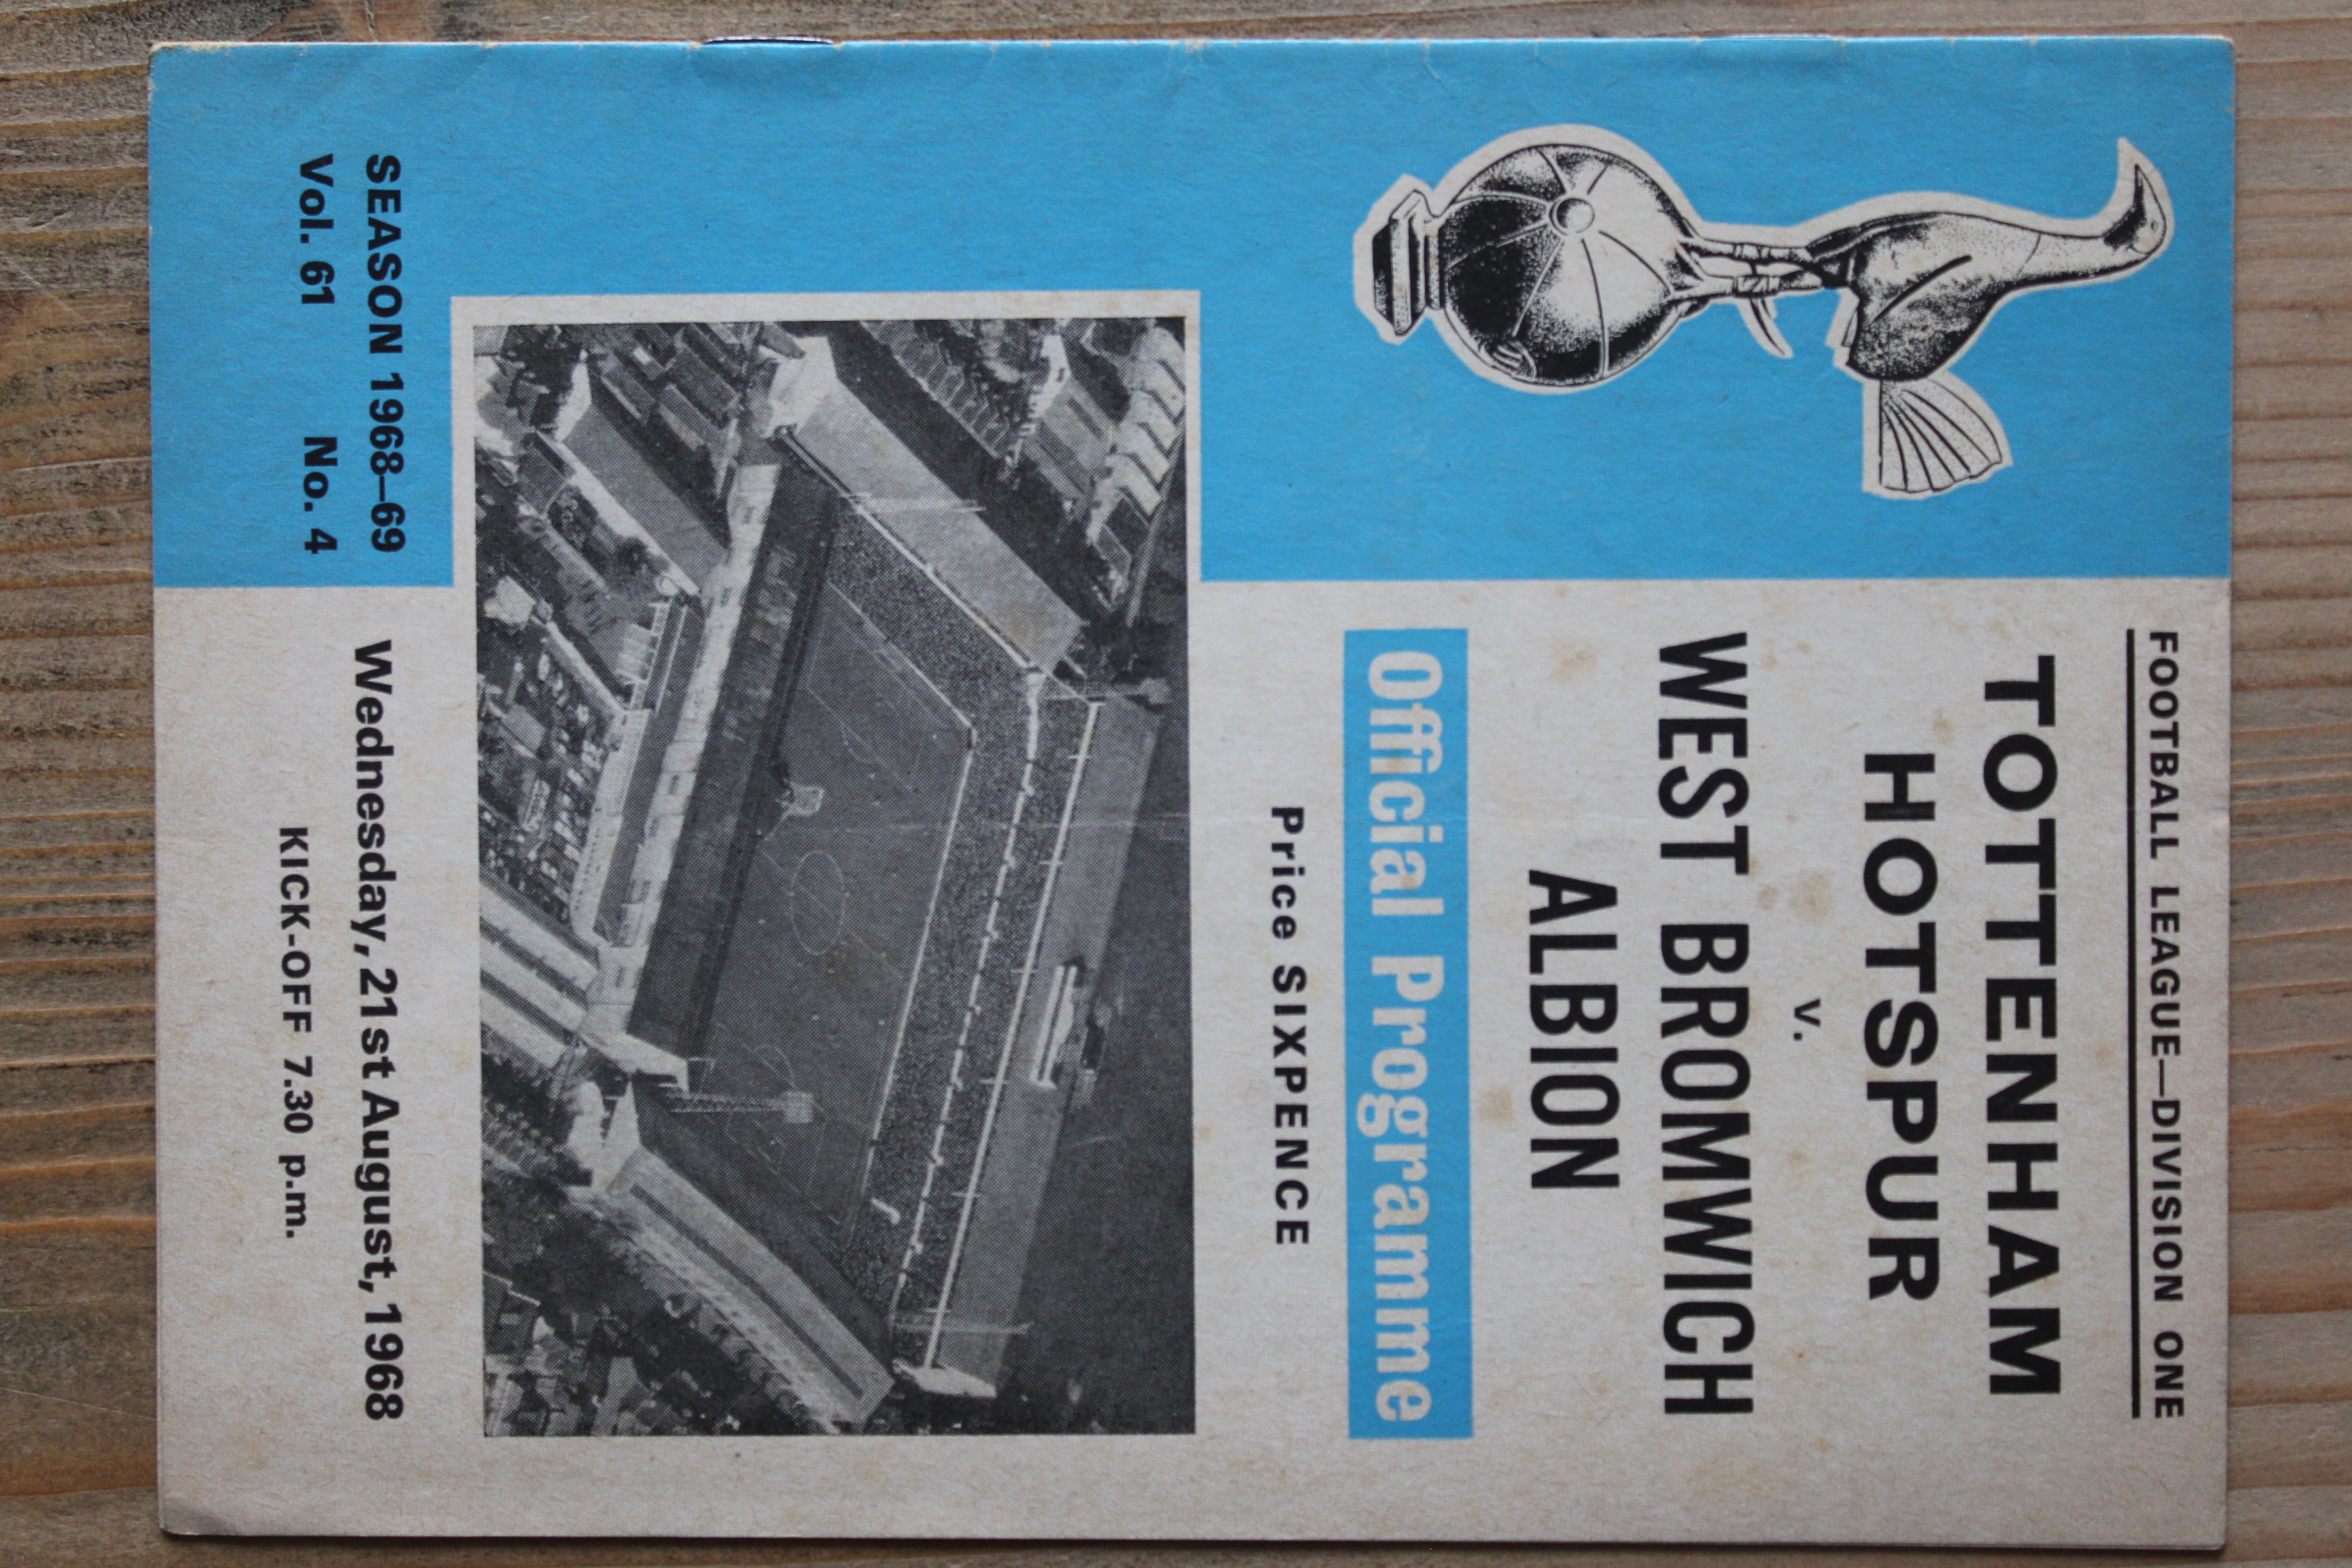 FOOTBALL LEAGUE—DIVISION ONE
TOTTENHAM
HOTSPUR
v.
WEST BROMWICH
ALBION
Official Programme
Price SIXPENCE
SEASON 1968–69
Vol. 61 No. 4
Wednesday, 21st August, 1968
KICK-OFF 7.30 p.m.